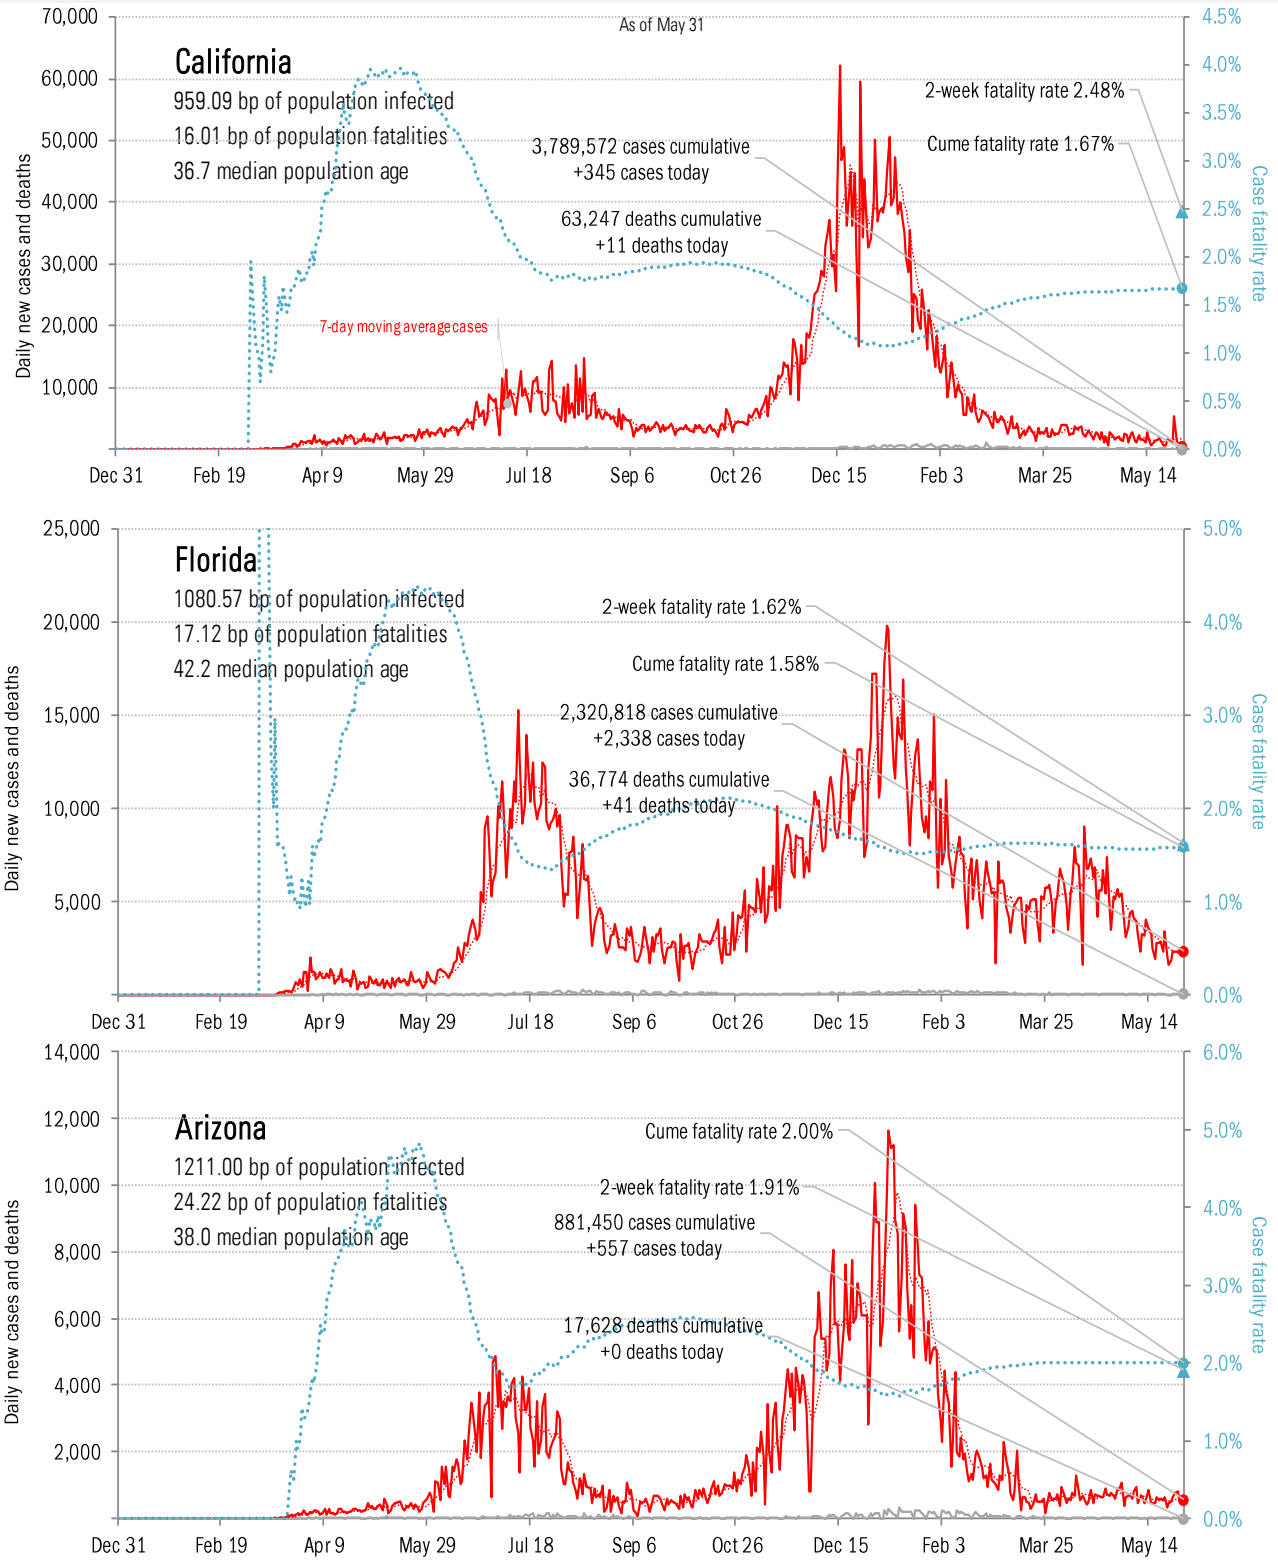 As of May 31
70,000
60,000
50,000
40,000
30,000
20,000
10,000
Daily new cases and deaths
California
959.09 bp of population infected
16.01 bp of population fatalities
36.7 median population age
7-day moving average cases
3,789,572 cases cumulative
+345 cases today
63,247 deaths cumulative
+11 deaths today
2-week fatality rate 2.48%
Cume fatality rate 1.67%
4.5%
4.0%
3.5%
3.0%
2.5%
2.0%
1.5%
1.0%
0.5%
0.0%
Case fatality rate
Dec 31 Feb 19 Apr 9 May 29 Jul 18 Sep 6 Oct 26 Dec 15 Feb 3 Mar 25 May 14
25,000
20,000
15,000
10,000
5,000
Daily new cases and deaths
Florida
1080.57 bp of population infected
17.12 bp of population fatalities
42.2 median population age
2-week fatality rate 1.62%
Cume fatality rate 1.58%
2,320,818 cases cumulative
+2,338 cases today
36,774 deaths cumulative
+41 deaths today
5.0%
4.0%
3.0%
2.0%
1.0%
0.0%
Case fatality rate
Dec 31 Feb 19 Apr 9 May 29 Jul 18 Sep 6 Oct 26 Dec 15 Feb 3 Mar 25 May 14
14,000
12,000
10,000
8,000
6,000
4,000
2,000
Daily new cases and deaths
Arizona
1211.00 bp of population infected
24.22 bp of population fatalities
38.0 median population age
Cume fatality rate 2.00%
2-week fatality rate 1.91%
881,450 cases cumulative
+557 cases today
17,628 deaths cumulative
+0 deaths today
6.0%
5.0%
4.0%
3.0%
2.0%
1.0%
0.0%
Case fatality rate
Dec 31 Feb 19 Apr 9 May 29 Jul 18 Sep 6 Oct 26 Dec 15 Feb 3 Mar 25 May 14